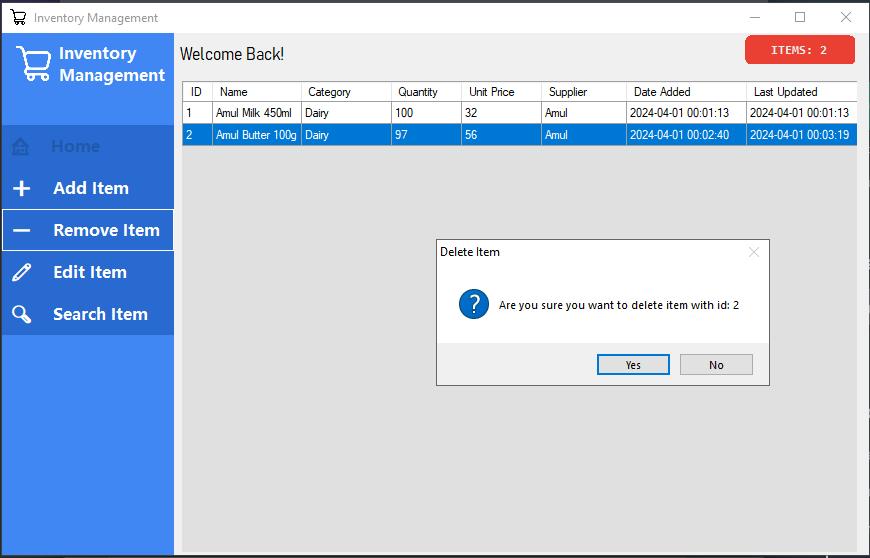 Inventory Management
Inventory
Management
Welcome Back!
ITEMS: 2
Home
Add Item
Remove Item
Edit Item
Search Item
ID Name Category Quantity Unit Price Supplier Date Added Last Updated
1 Amul Milk 450ml Dairy 100 32 Amul 2024-04-01 00:01:13 2024-04-01 00:01:13
2 Amul Butter 100g Dairy 97 56 Amul 2024-04-01 00:02:40 2024-04-01 00:03:19
Delete Item
Are you sure you want to delete item with id: 2
Yes No